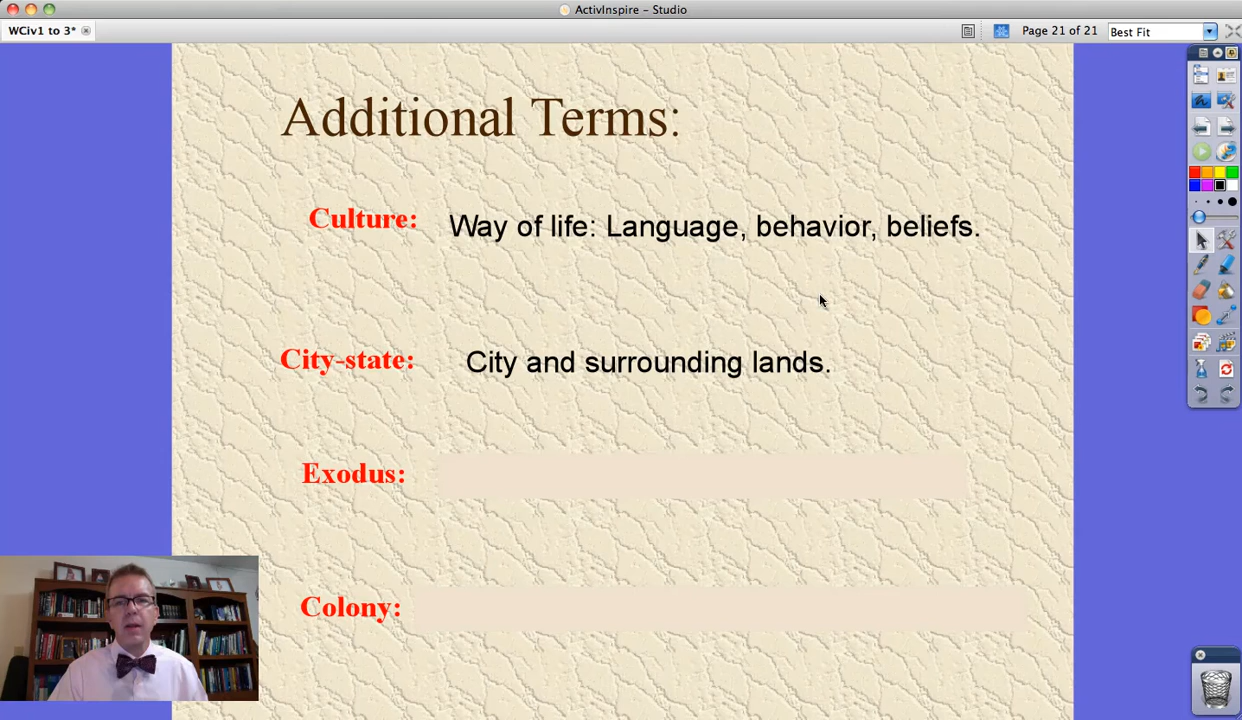 ActivInspire - Studio
WCiv1 to 3*
Page 21 of 21
Best Fit
Additional Terms:
Culture: Way of life: Language, behavior, beliefs.
City-state: City and surrounding lands.
Exodus:
Colony: